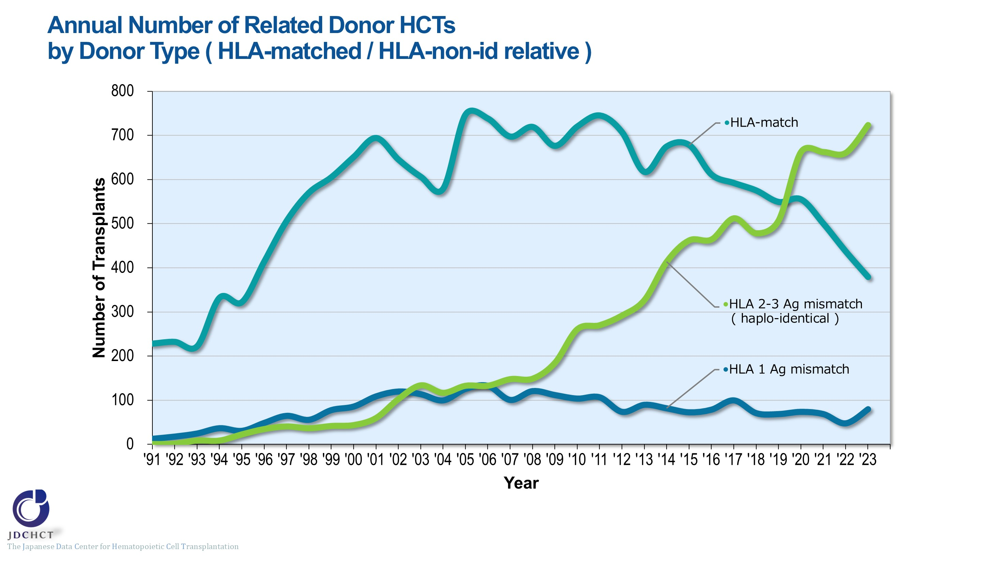 Annual Number of Related Donor HCTs
by Donor Type ( HLA-matched / HLA-non-id relative )
800
700
600
500
400
300
200
100
0
Number of Transplants
HLA-match
HLA 2-3 Ag mismatch
( haplo-identical )
HLA 1 Ag mismatch
'91 '92 '93 '94 '95 '96 '97 '98 '99 '00 '01 '02 '03 '04 '05 '06 '07 '08 '09 '10 '11 '12 '13 '14 '15 '16 '17 '18 '19 '20 '21 '22 '23
Year
JDCHCT
The Japanese Data Center for Hematopoietic Cell Transplantation